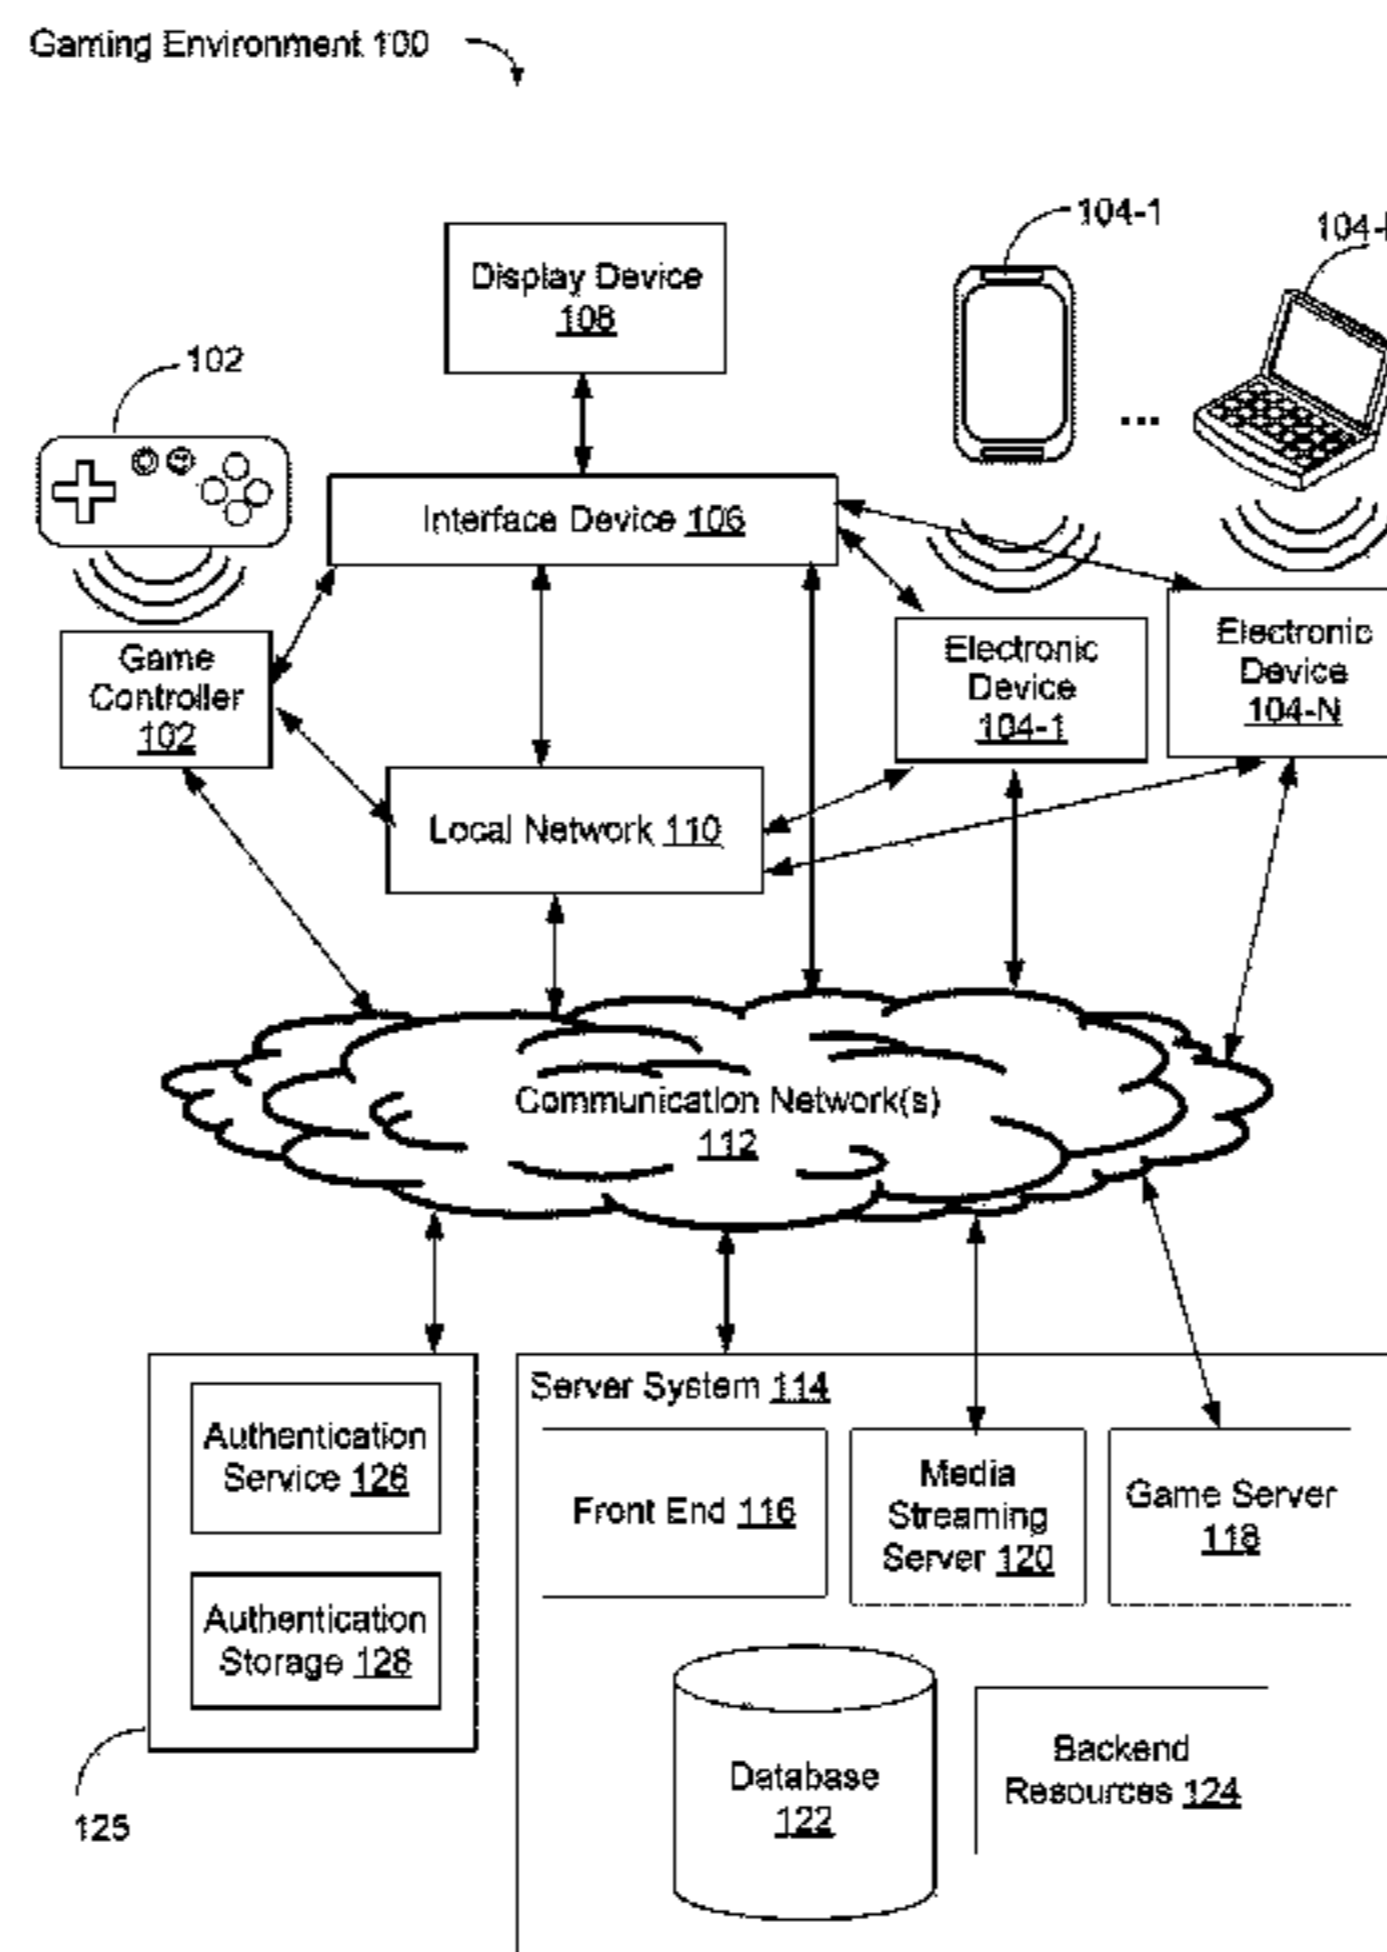 Gaming Environment 100
104-1
104-
Display Device
108
102
Interface Device 106
Game
Controller
102
Electronic
Device
104-1
Electronic
Device
104-N
Local Network 110
Communication Network(s)
112
Server System 114
Authentication
Service 126
Authentication
Storage 128
125
Front End 116
Media
Streaming
Server 120
Game Server
118
Database
122
Backend
Resources 124